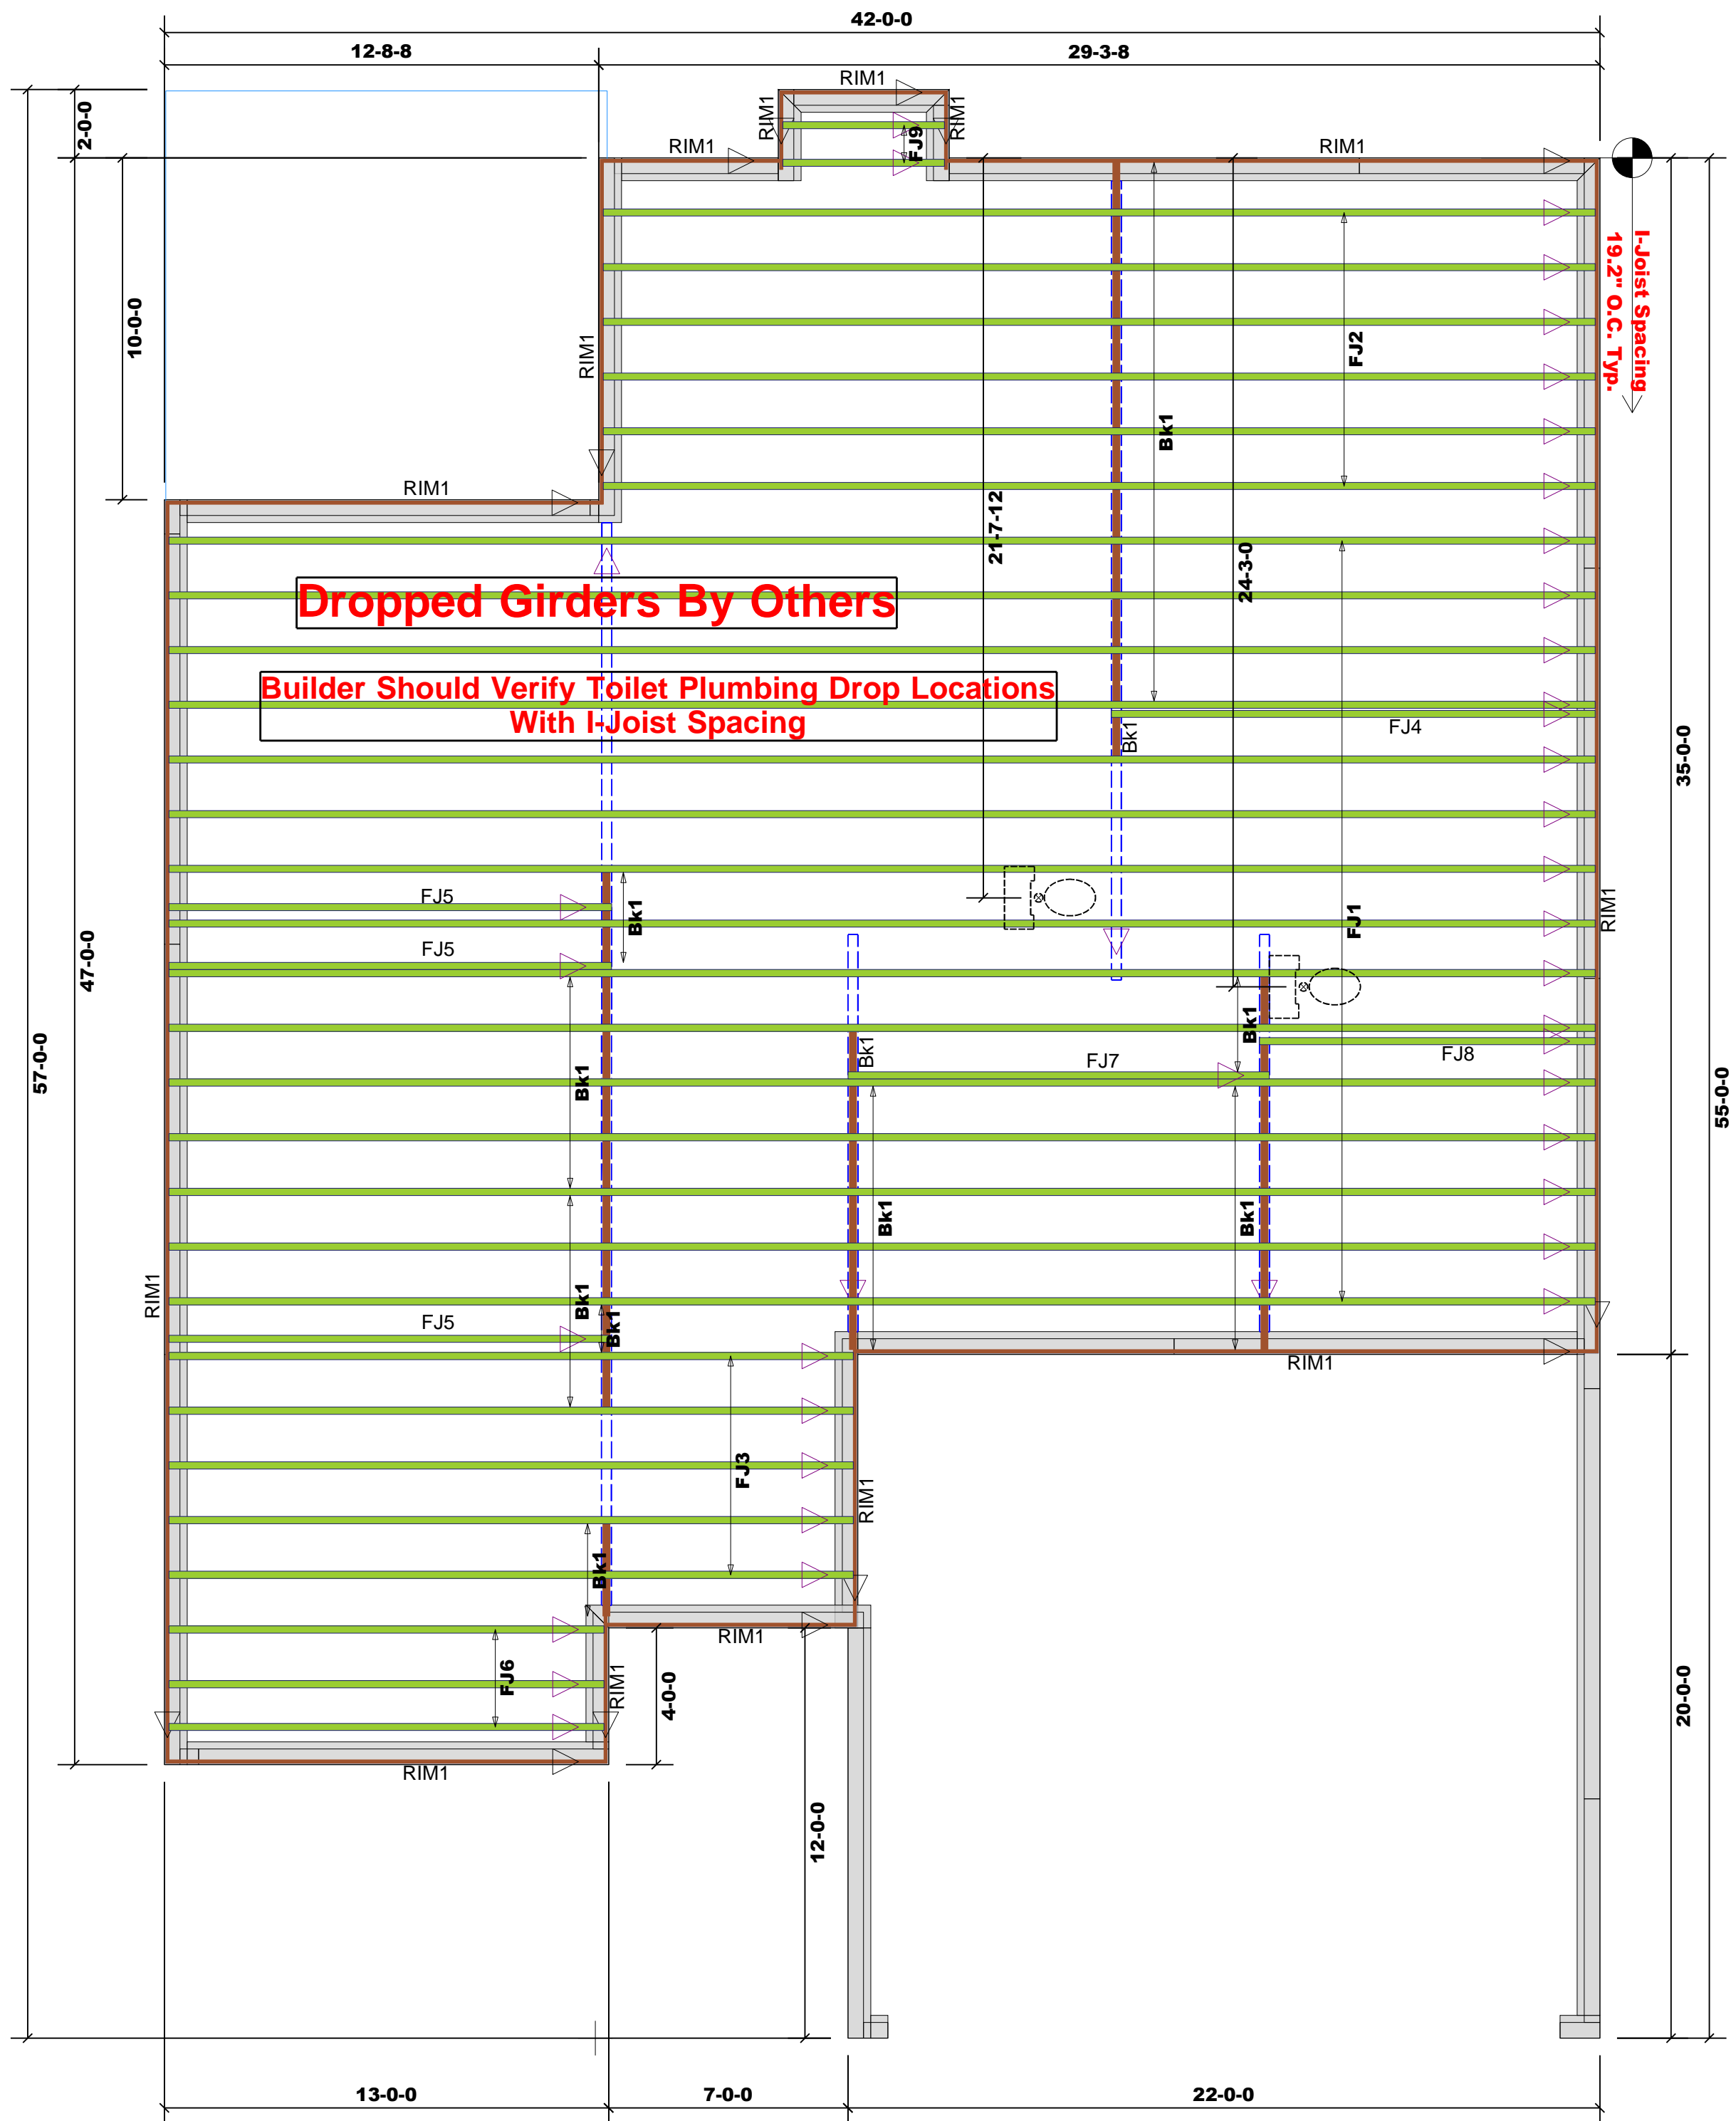 42-0-0
12-8-8
29-3-8
RIM1
2-0-0
RIM1
RIM1
FJ9
RIM1
RIM1
I-Joist Spacing
19.2" O.C. Typ.
10-0-0
RIM1
FJ2
Bk1
RIM1
21-7-12
24-3-0
Dropped Girders By Others
Builder Should Verify Toilet Plumbing Drop Locations
With I-Joist Spacing
FJ4
Bk1
35-0-0
FJ5
Bk1
FJ1
RIM1
47-0-0
FJ5
57-0-0
Bk1
Bk1
Bk1
FJ7
FJ8
55-0-0
Bk1
Bk1
RIM1
Bk1
Bk1
FJ5
RIM1
FJ3
RIM1
Bk1
RIM1
FJ6
RIM1
4-0-0
20-0-0
RIM1
12-0-0
13-0-0
7-0-0
22-0-0